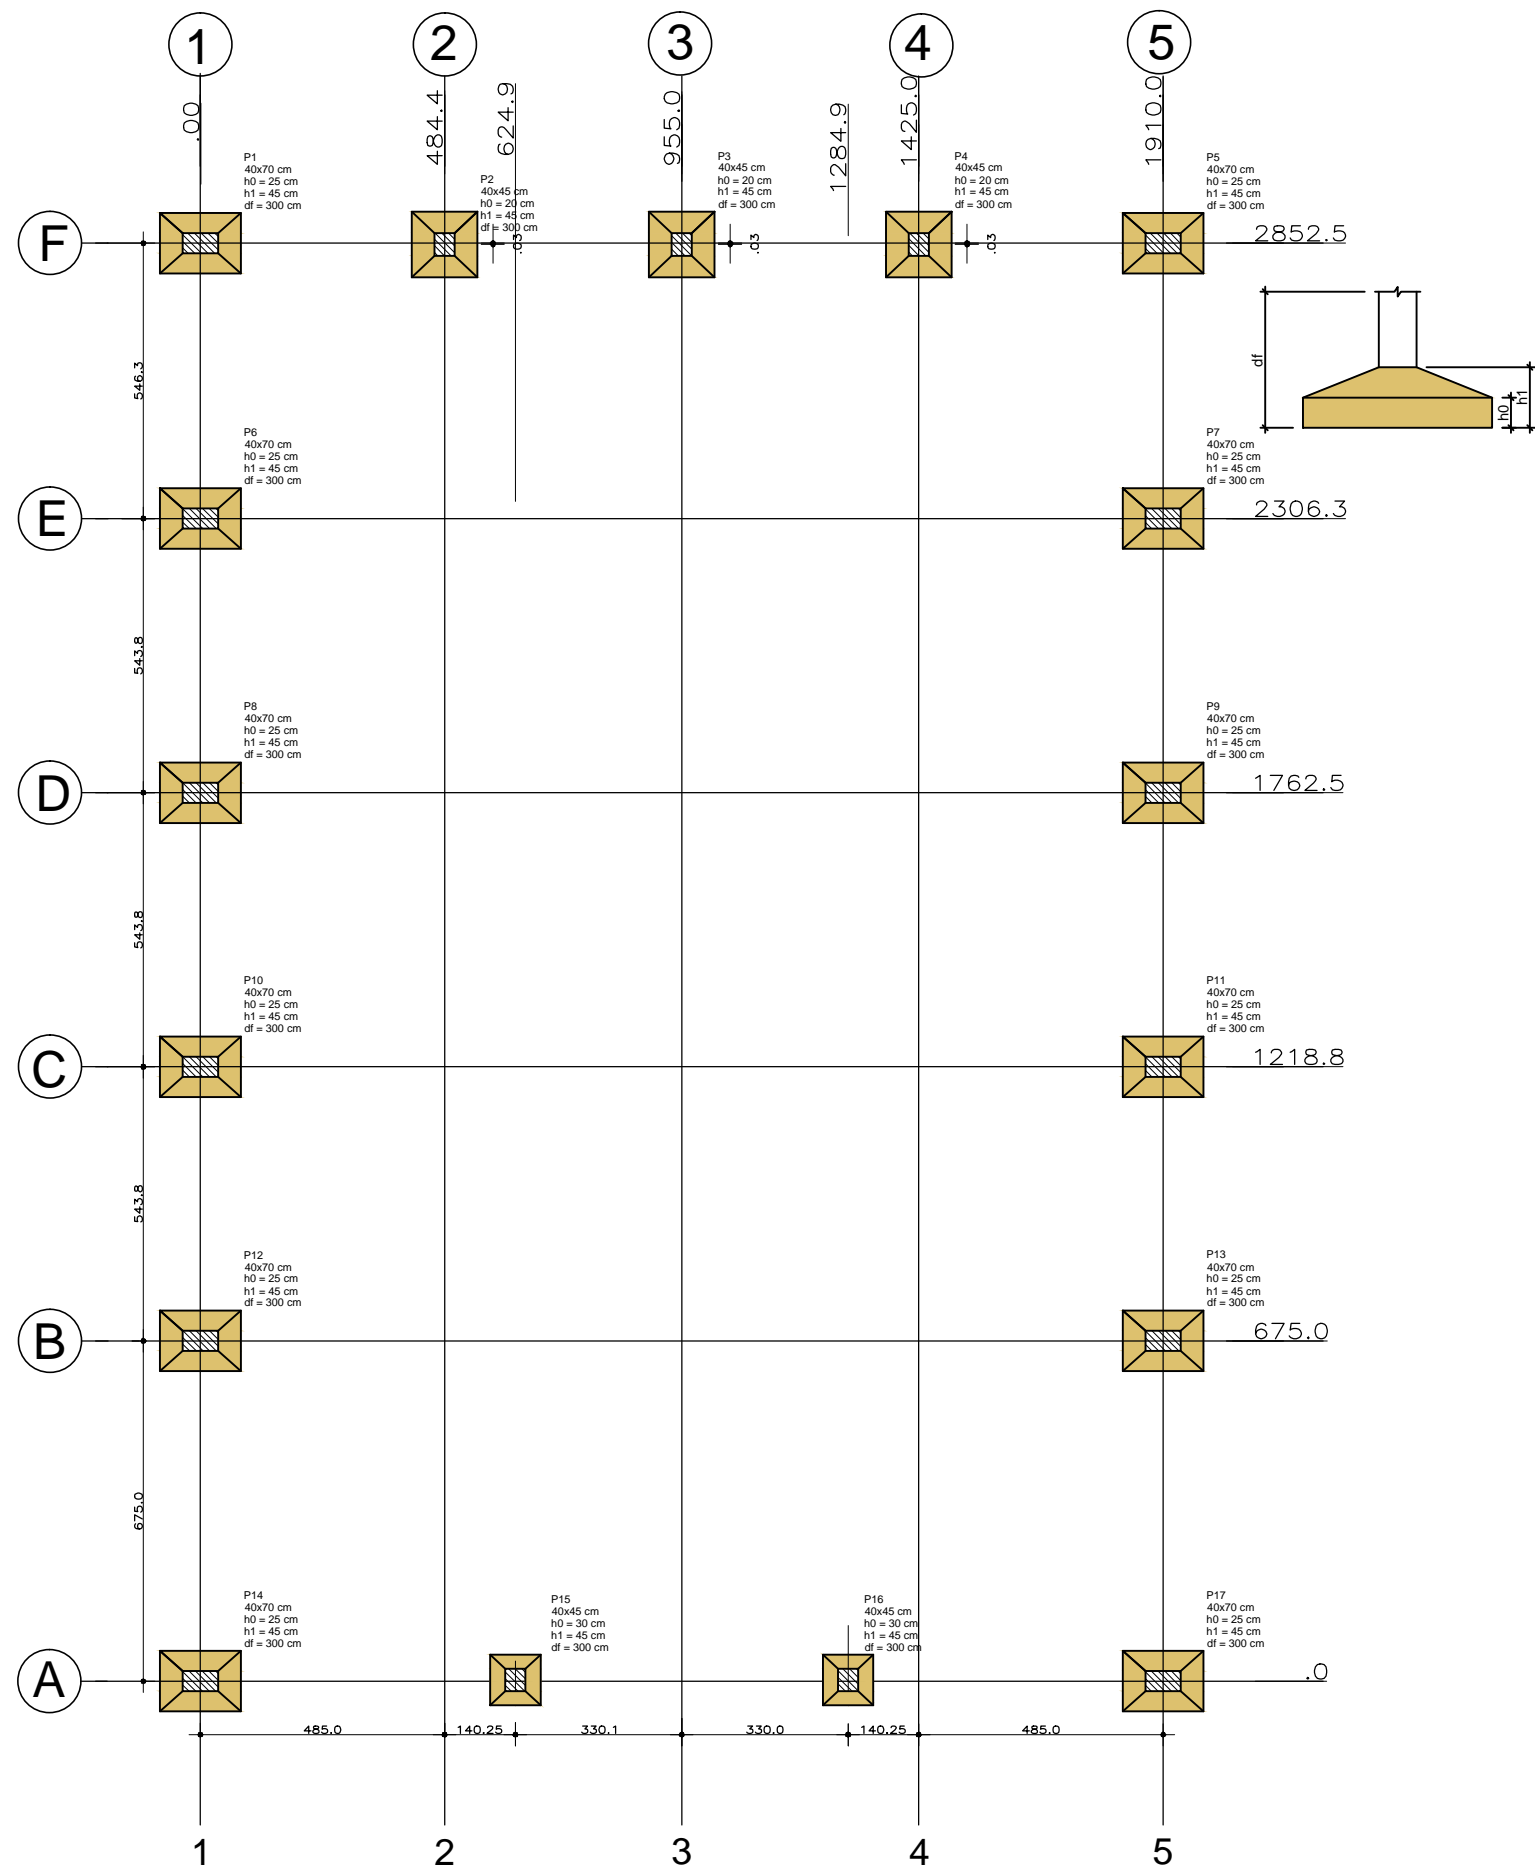 1
2
3
4
5
.00
484.4
624.9
955.0
1284.9
1425.0
1910.0
P1
40x70 cm
h0 = 25 cm
h1 = 45 cm
df = 300 cm
P2
40x45 cm
h0 = 20 cm
h1 = 45 cm
df = 300 cm
P3
40x45 cm
h0 = 20 cm
h1 = 45 cm
df = 300 cm
P4
40x45 cm
h0 = 20 cm
h1 = 45 cm
df = 300 cm
P5
40x70 cm
h0 = 25 cm
h1 = 45 cm
df = 300 cm
F
.03
.03
.03
2852.5
df
h0
h1
546.3
P6
40x70 cm
h0 = 25 cm
h1 = 45 cm
df = 300 cm
P7
40x70 cm
h0 = 25 cm
h1 = 45 cm
df = 300 cm
E
2306.3
543.8
P8
40x70 cm
h0 = 25 cm
h1 = 45 cm
df = 300 cm
P9
40x70 cm
h0 = 25 cm
h1 = 45 cm
df = 300 cm
D
1762.5
543.8
P10
40x70 cm
h0 = 25 cm
h1 = 45 cm
df = 300 cm
P11
40x70 cm
h0 = 25 cm
h1 = 45 cm
df = 300 cm
C
1218.8
543.8
P12
40x70 cm
h0 = 25 cm
h1 = 45 cm
df = 300 cm
P13
40x70 cm
h0 = 25 cm
h1 = 45 cm
df = 300 cm
B
675.0
675.0
P14
40x70 cm
h0 = 25 cm
h1 = 45 cm
df = 300 cm
P15
40x45 cm
h0 = 30 cm
h1 = 45 cm
df = 300 cm
P16
40x45 cm
h0 = 30 cm
h1 = 45 cm
df = 300 cm
P17
40x70 cm
h0 = 25 cm
h1 = 45 cm
df = 300 cm
A
.0
485.0
140.25
330.1
330.0
140.25
485.0
1
2
3
4
5